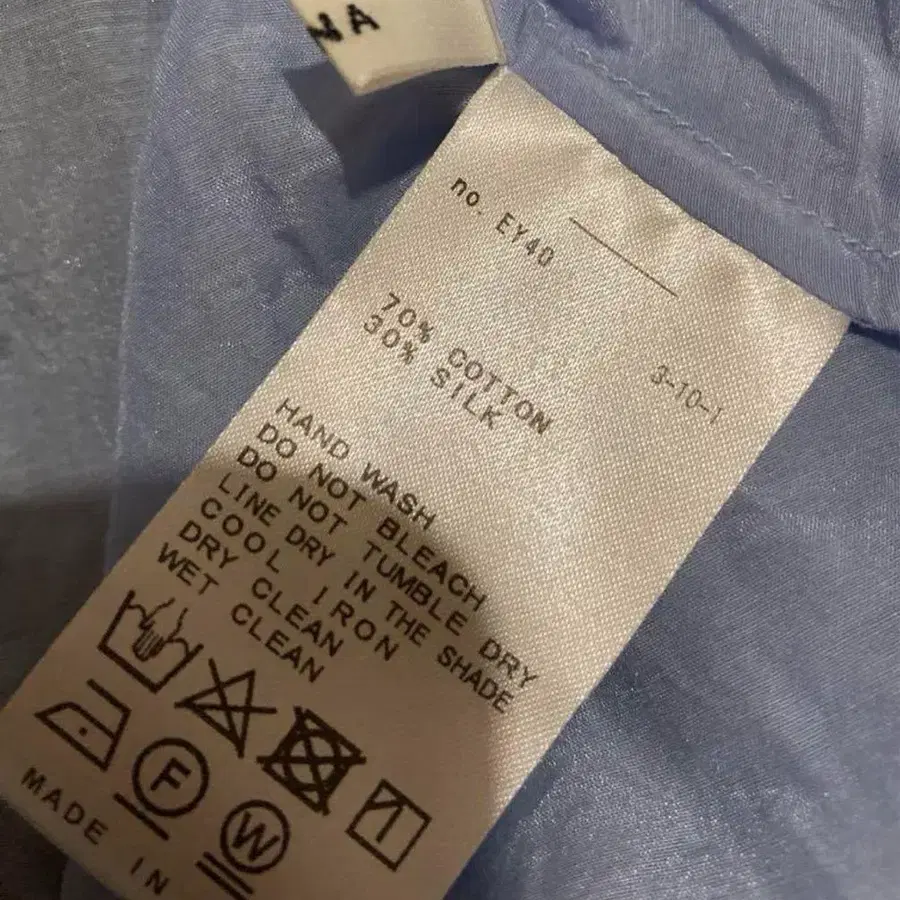 NA
no. EY40
3-10-1
70% COTTON
30% SILK
HAND WASH
DO NOT BLEACH
DO NOT TUMBLE DRY
LINE DRY IN THE SHADE
COOL IRON
DRY CLEAN
WET CLEAN
F
W
MADE IN